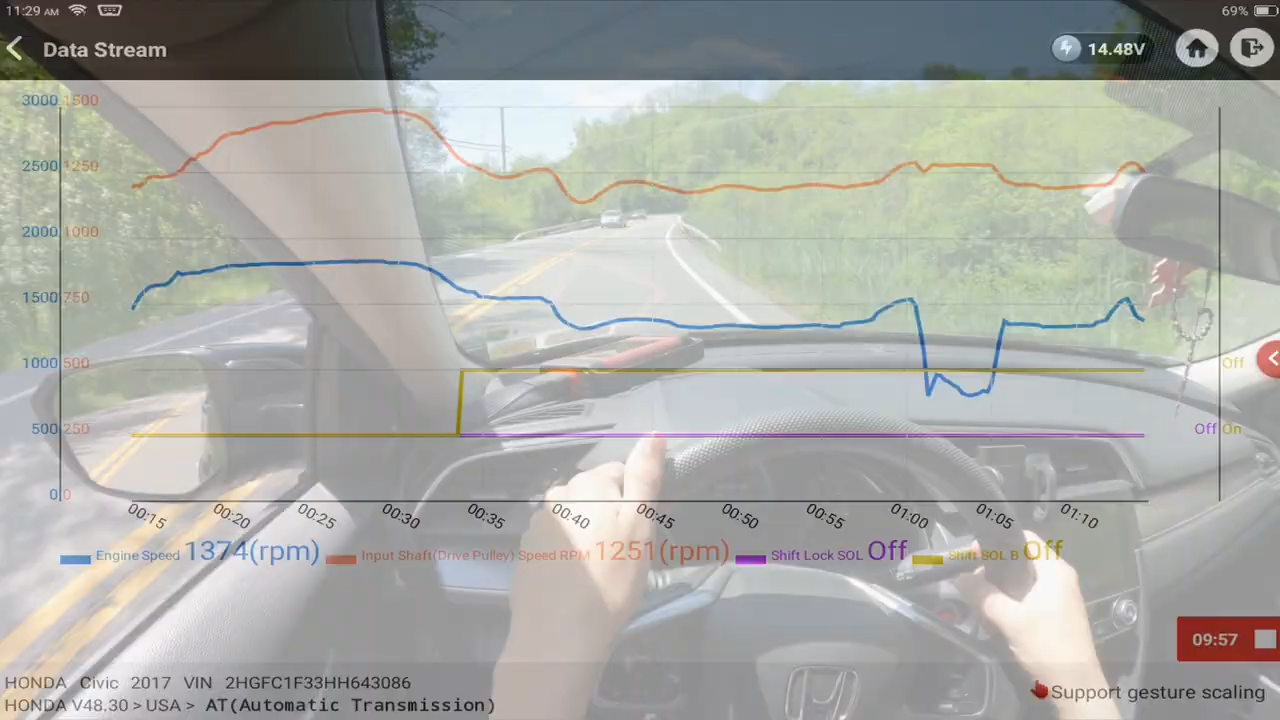 11:29 AM 69%
Data Stream 14.48V
3000 1500
2500 1250
2000 1000
1500 750
1000 500 Off
500 250 Off On
0 0
00:15 00:20 00:25 00:30 00:35 00:40 00:45 00:50 00:55 01:00 01:05 01:10
Engine Speed 1374(rpm) Input Shaft(Drive Pulley) Speed RPM 1251(rpm) Shift Lock SOL Off Shift SOL B Off
09:57
HONDA Civic 2017 VIN 2HGFC1F33HH643086
HONDA V48.30 > USA > AT(Automatic Transmission) Support gesture scaling